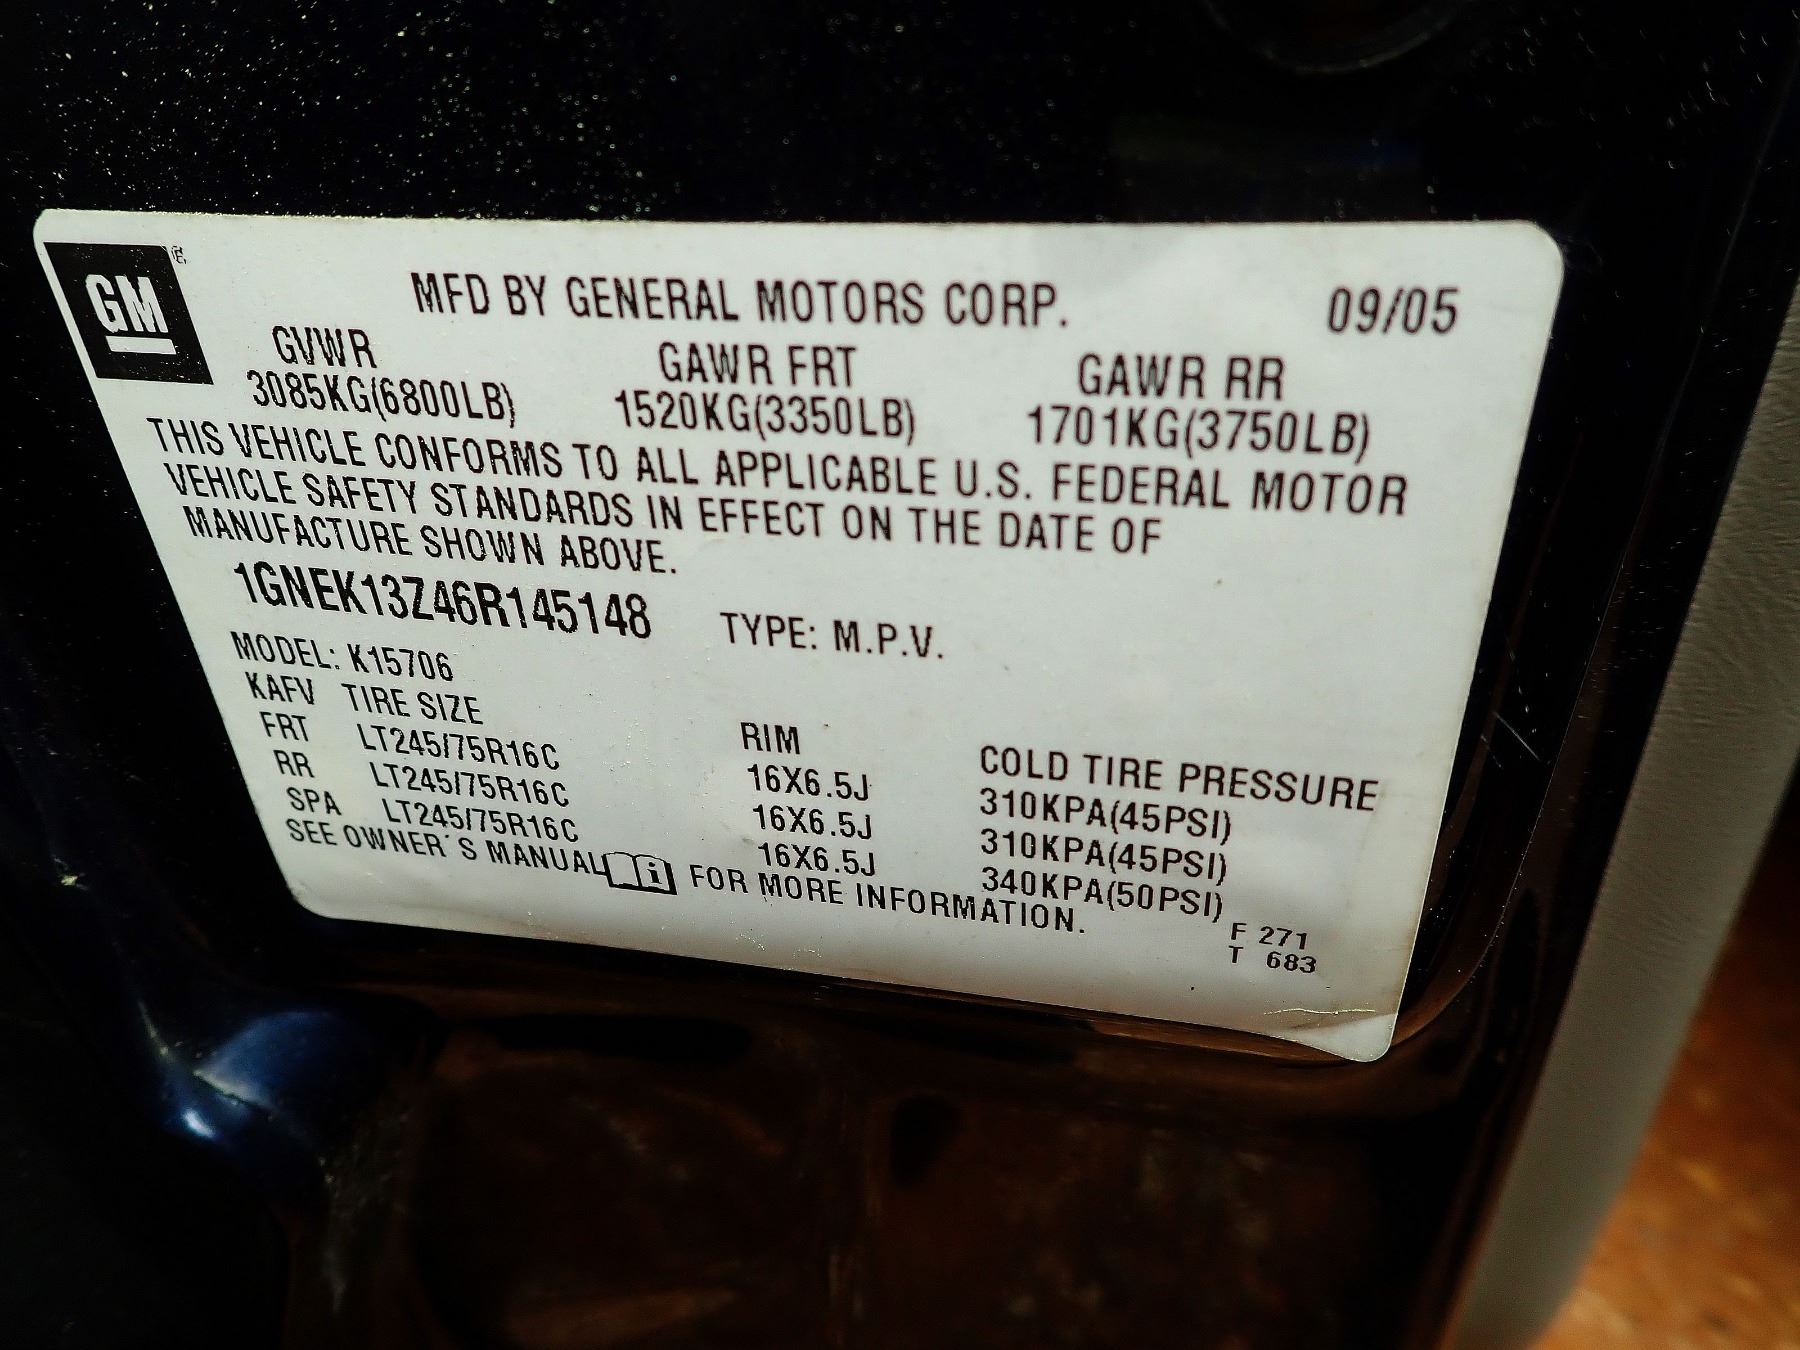 GM
MFD BY GENERAL MOTORS CORP. 09/05
GVWR GAWR FRT GAWR RR
3085KG(6800LB) 1520KG(3350LB) 1701KG(3750LB)
THIS VEHICLE CONFORMS TO ALL APPLICABLE U.S. FEDERAL MOTOR
VEHICLE SAFETY STANDARDS IN EFFECT ON THE DATE OF
MANUFACTURE SHOWN ABOVE.
1GNEK13Z46R145148 TYPE: M.P.V.
MODEL: K15706
KAFV TIRE SIZE RIM COLD TIRE PRESSURE
FRT LT245/75R16C 16X6.5J 310KPA(45PSI)
RR LT245/75R16C 16X6.5J 310KPA(45PSI)
SPA LT245/75R16C 16X6.5J 340KPA(50PSI)
SEE OWNER'S MANUAL i FOR MORE INFORMATION.
F 271
T 683